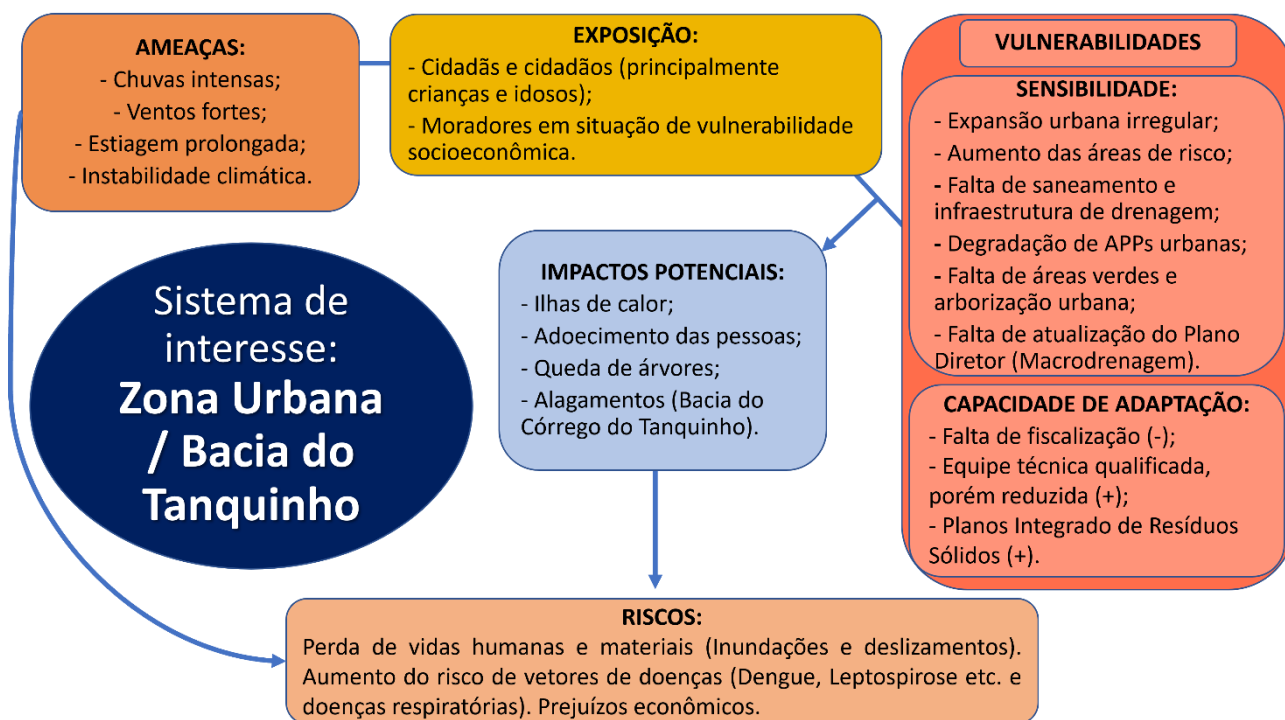 AMEAÇAS:
- Chuvas intensas;
- Ventos fortes;
- Estiagem prolongada;
- Instabilidade climática.
EXPOSIÇÃO:
- Cidadãs e cidadãos (principalmente
crianças e idosos);
- Moradores em situação de vulnerabilidade
socioeconômica.
VULNERABILIDADES
SENSIBILIDADE:
- Expansão urbana irregular;
- Aumento das áreas de risco;
- Falta de saneamento e
infraestrutura de drenagem;
- Degradação de APPs urbanas;
- Falta de áreas verdes e
arborização urbana;
- Falta de atualização do Plano
Diretor (Macrodrenagem).
CAPACIDADE DE ADAPTAÇÃO:
- Falta de fiscalização (-);
- Equipe técnica qualificada,
porém reduzida (+);
- Planos Integrado de Resíduos
Sólidos (+).
Sistema de
interesse:
Zona Urbana
/ Bacia do
Tanquinho
IMPACTOS POTENCIAIS:
- Ilhas de calor;
- Adoecimento das pessoas;
- Queda de árvores;
- Alagamentos (Bacia do
Córrego do Tanquinho).
RISCOS:
Perda de vidas humanas e materiais (Inundações e deslizamentos).
Aumento do risco de vetores de doenças (Dengue, Leptospirose etc. e
doenças respiratórias). Prejuízos econômicos.